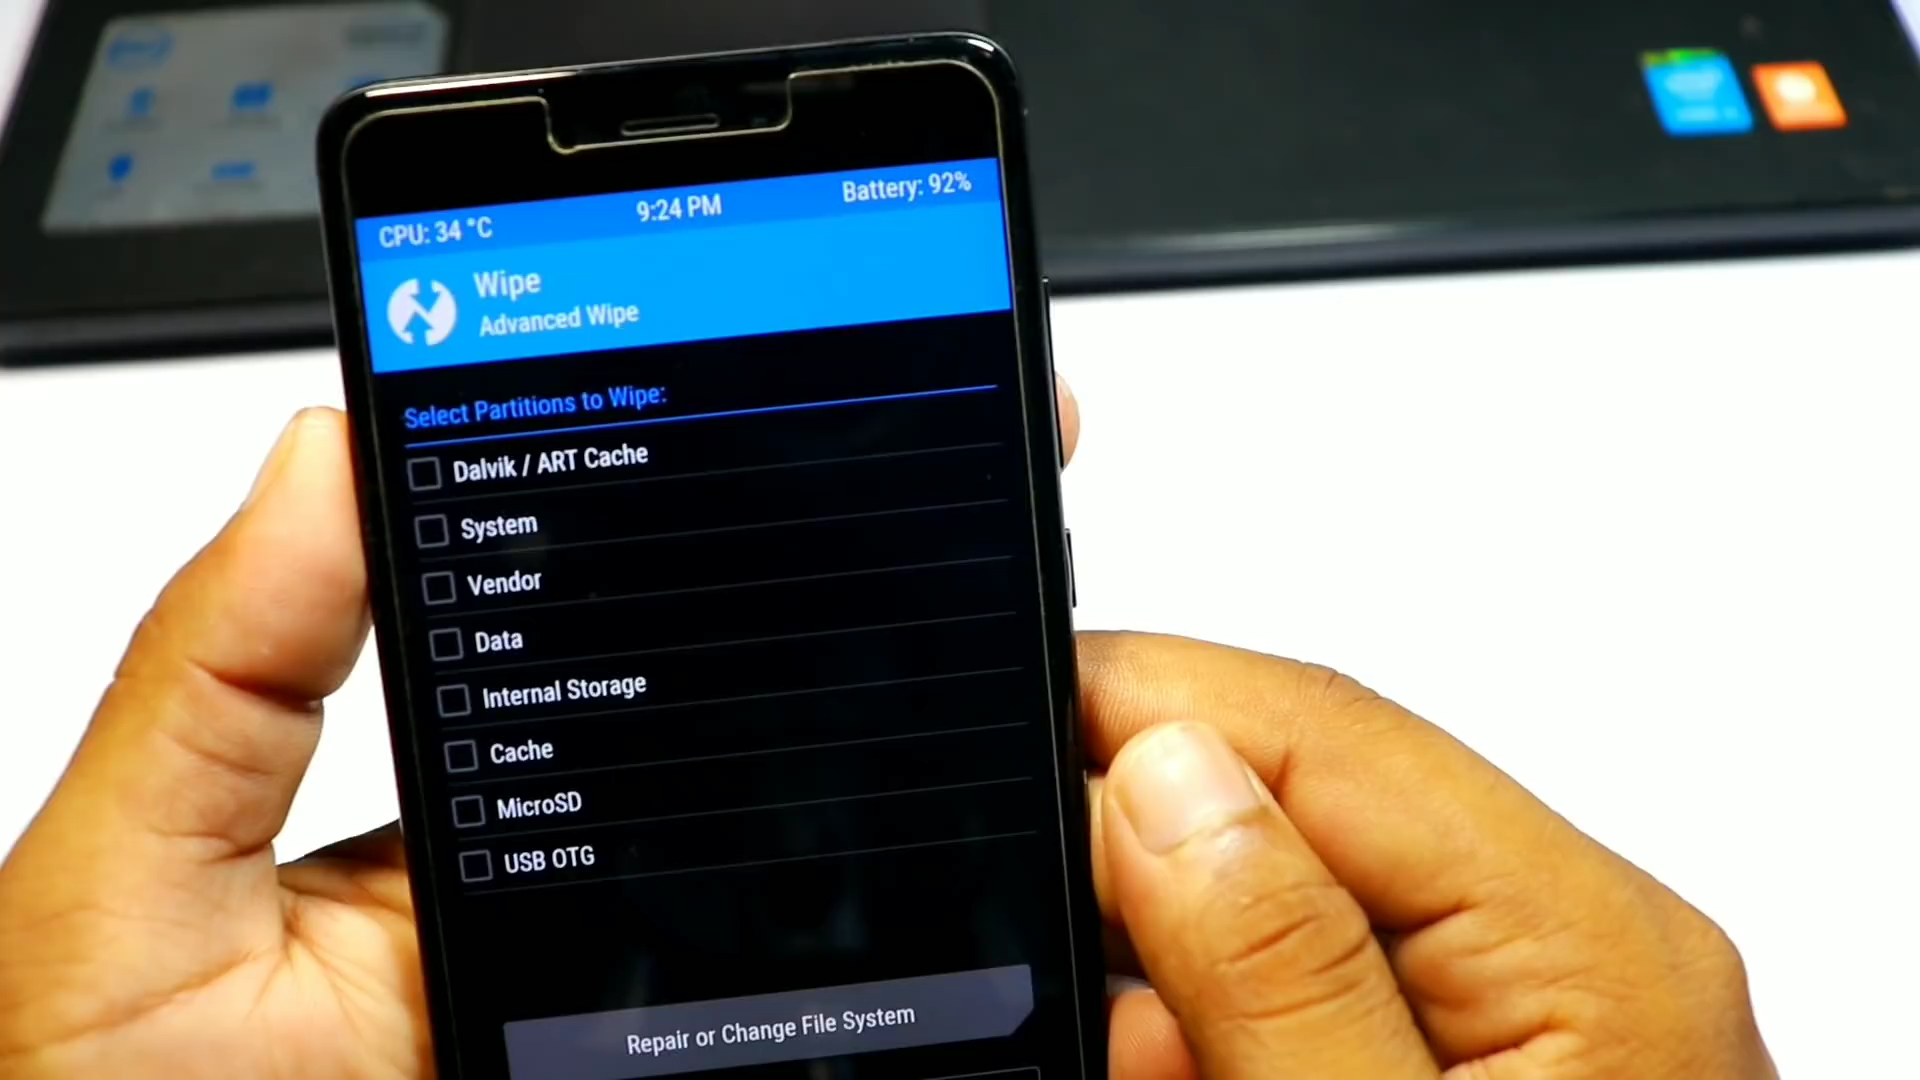 CPU: 34 °C 9:24 PM Battery: 92%
Wipe
Advanced Wipe
Select Partitions to Wipe:
Dalvik / ART Cache
System
Vendor
Data
Internal Storage
Cache
MicroSD
USB OTG
Repair or Change File System